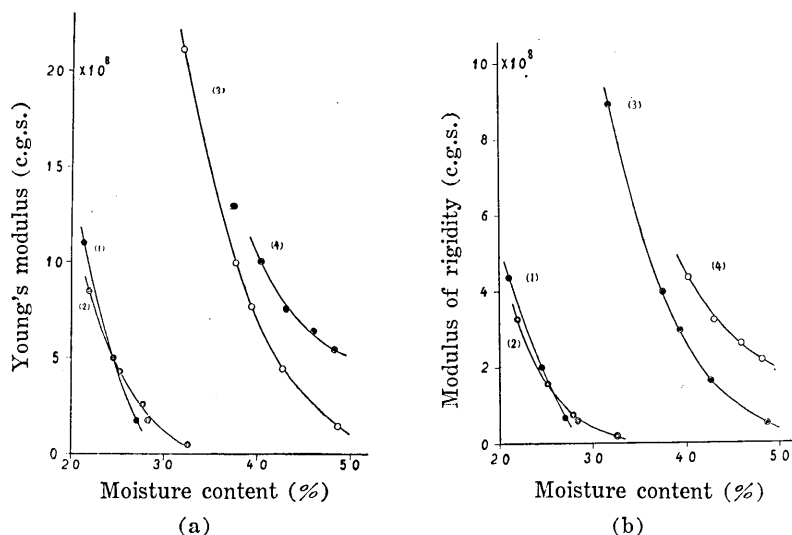 Young's modulus (c.g.s.)
×10⁸
20
15
10
5
0
(1)
(2)
(3)
(4)
20 30 40 50
Moisture content (%)
(a)
Modulus of rigidity (c.g.s.)
×10⁸
10
8
6
4
2
0
(1)
(2)
(3)
(4)
20 30 40 50
Moisture content (%)
(b)